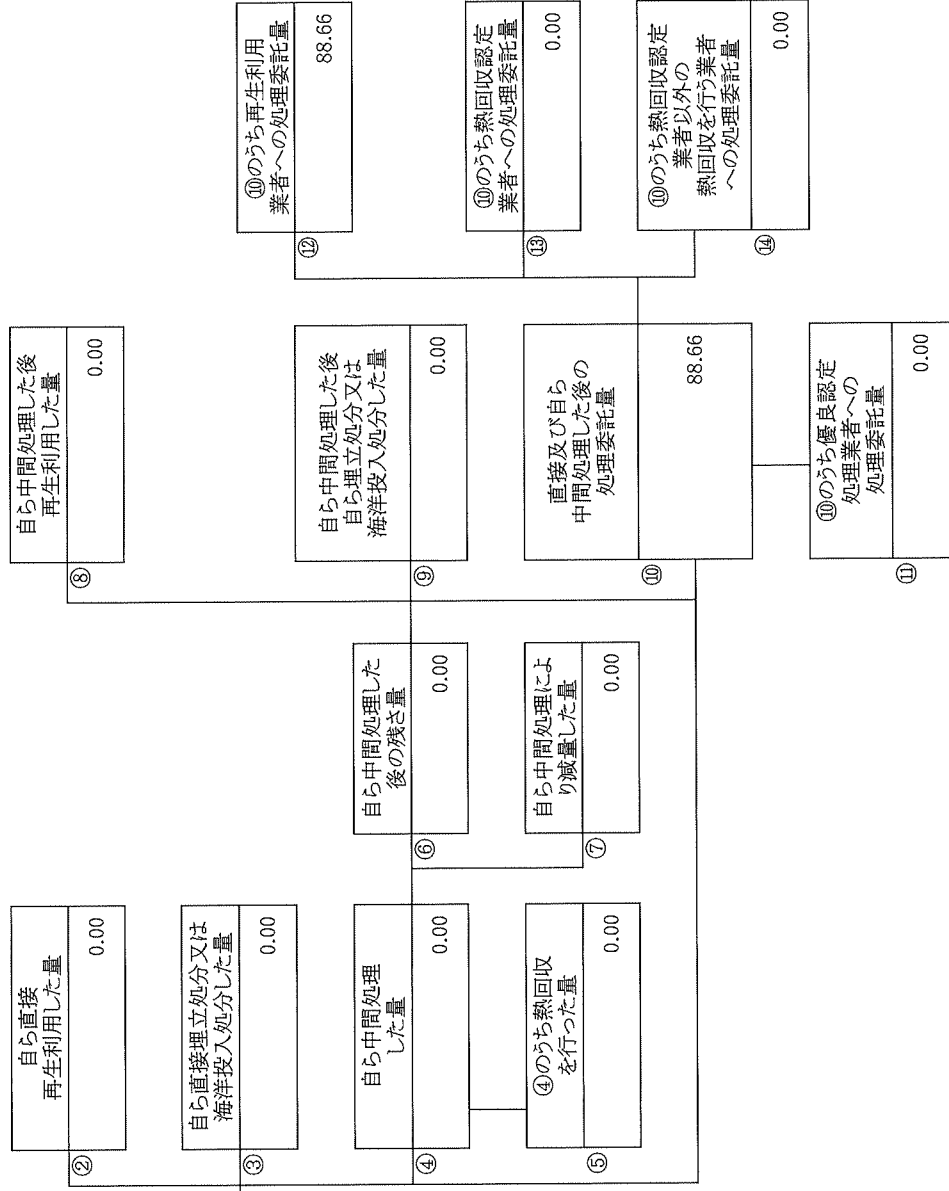 ②
自ら直接
再生利用した量
0.00
③
自ら直接埋立処分又は
海洋投入処分した量
0.00
④
自ら中間処理
した量
0.00
⑤
④のうち熱回収
を行った量
0.00
⑥
自ら中間処理した
後の残さ量
0.00
⑦
自ら中間処理によ
り減量した量
0.00
⑧
自ら中間処理した後
再生利用した量
0.00
⑨
自ら中間処理した後
自ら埋立処分又は
海洋投入処分した量
0.00
⑩
直接及び自ら
中間処理した後の
処理委託量
88.66
⑪
⑩のうち優良認定
処理業者への
処理委託量
0.00
⑫
⑩のうち再生利用
業者への処理委託量
88.66
⑬
⑩のうち熱回収認定
業者への処理委託量
0.00
⑭
⑩のうち熱回収認定
業者以外の
熱回収を行う業者
への処理委託量
0.00